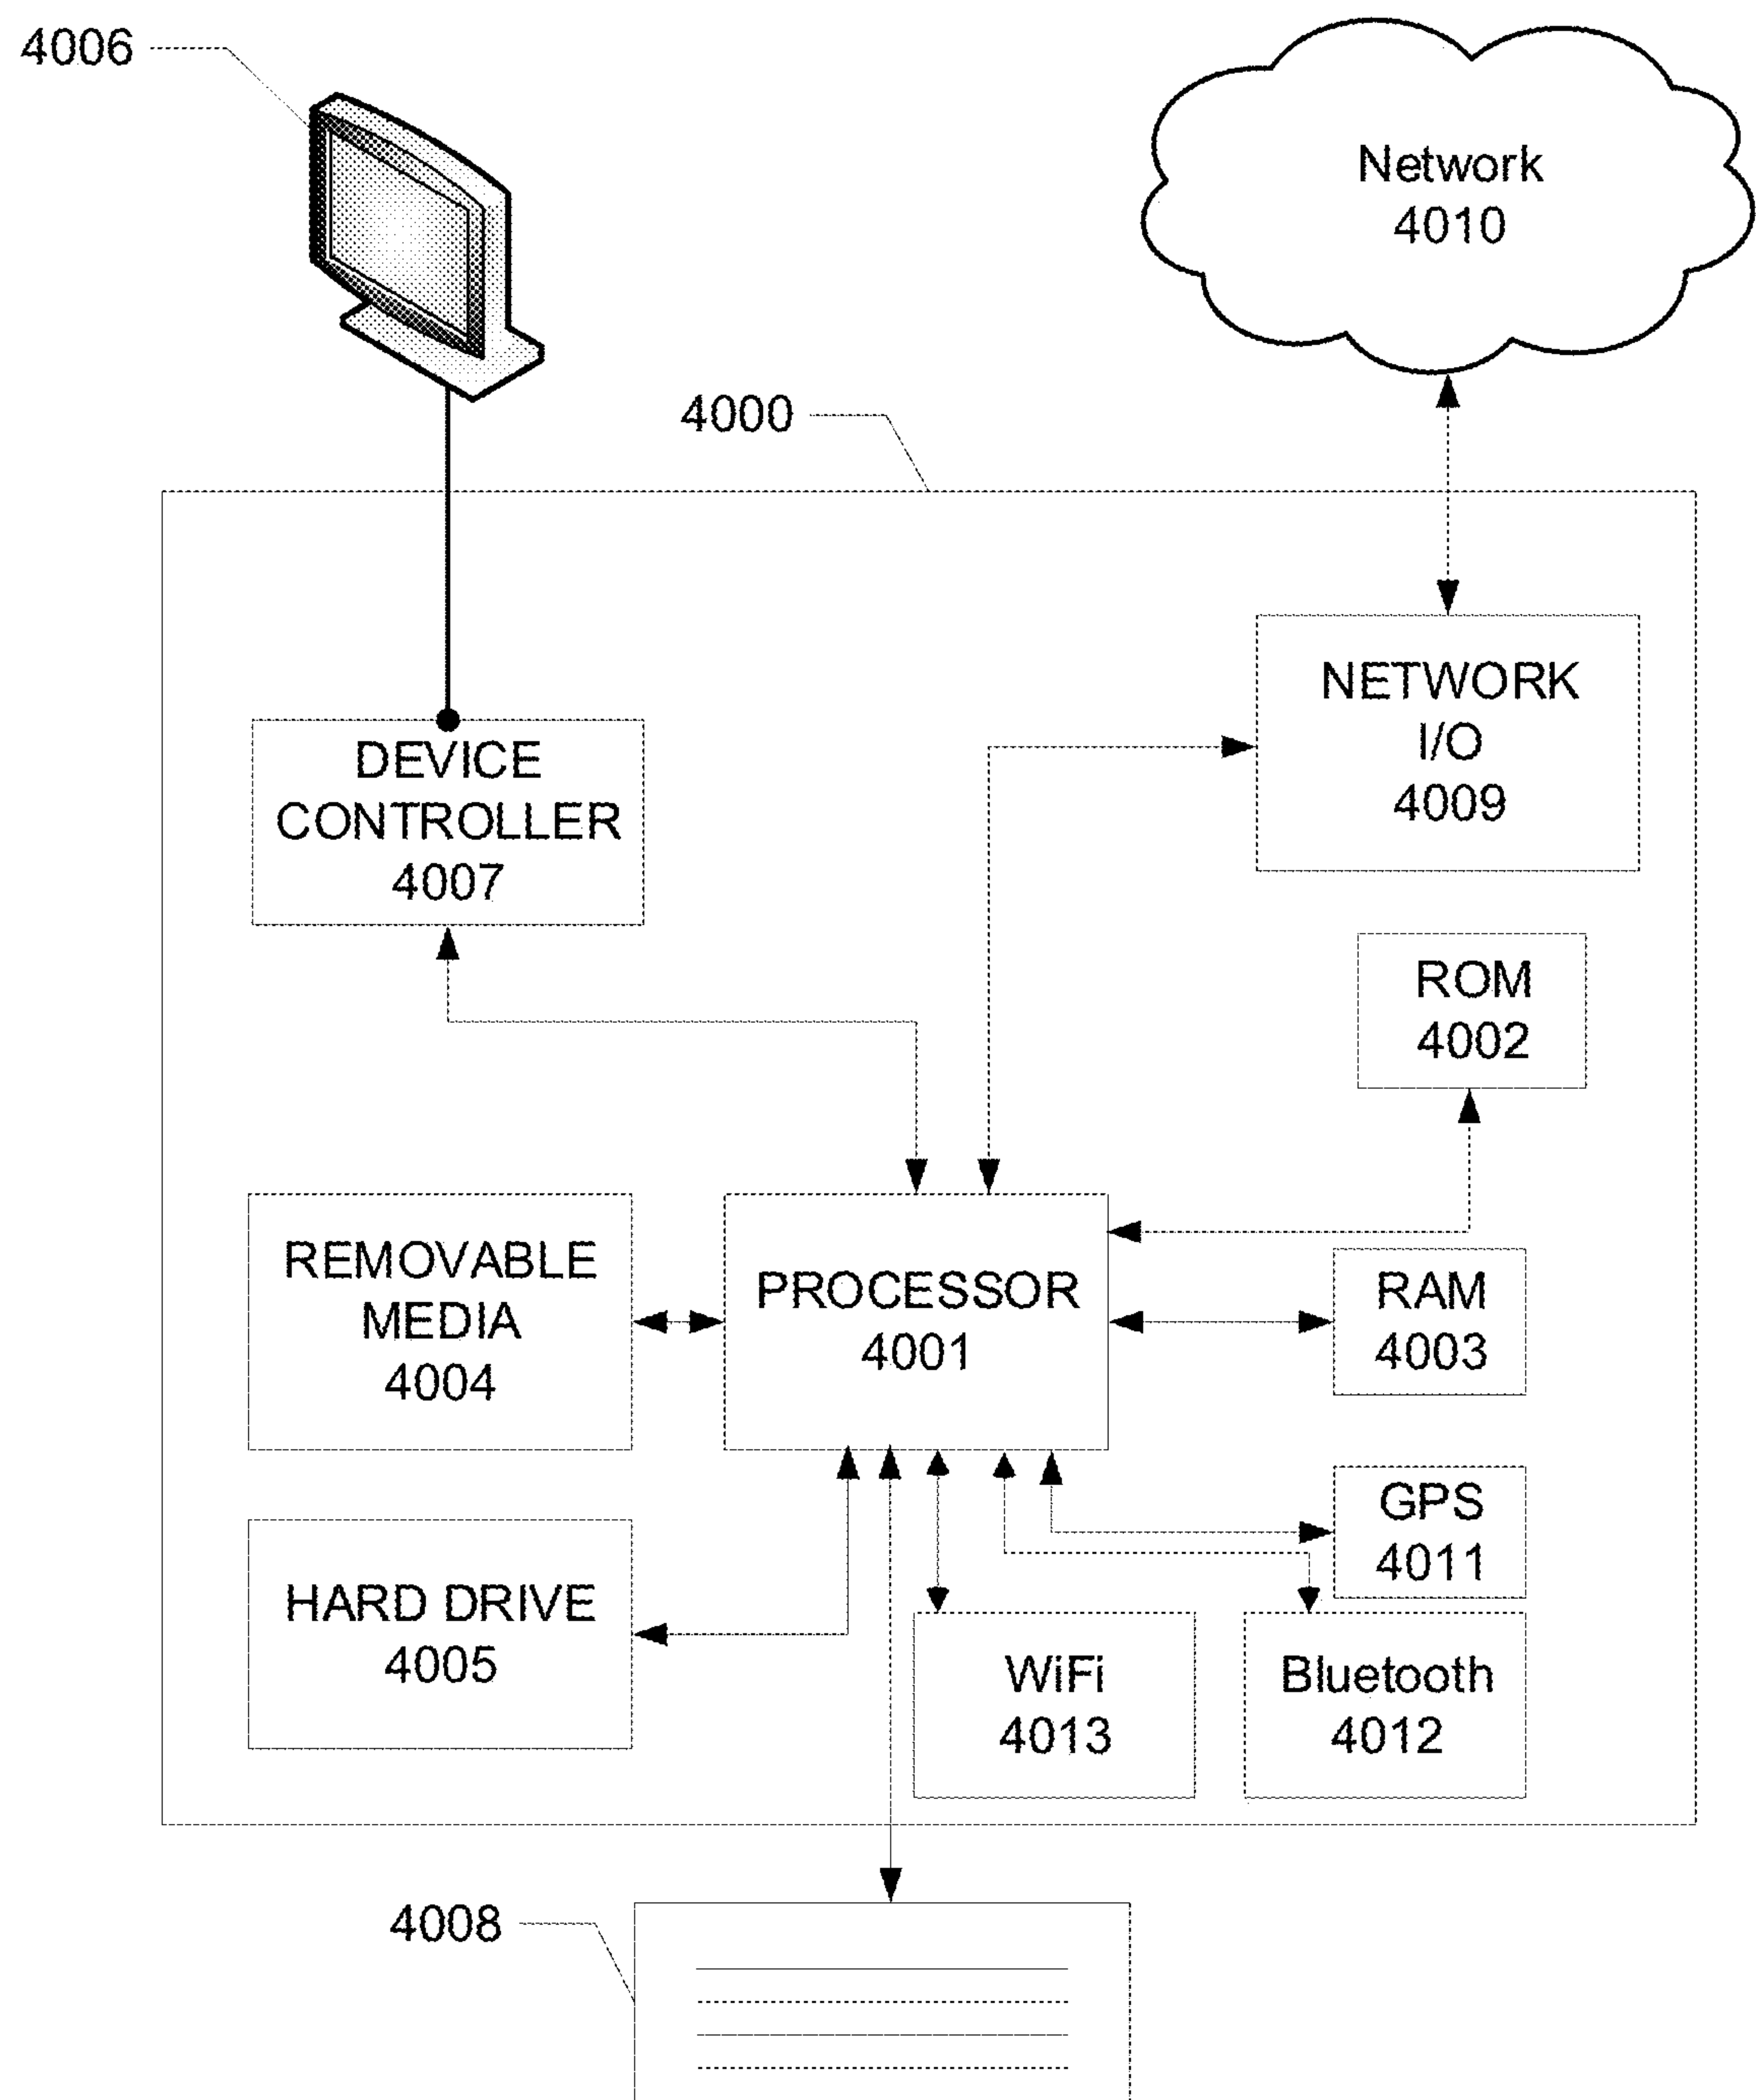 4006
Network
4010
4000
NETWORK
I/O
4009
DEVICE
CONTROLLER
4007
ROM
4002
REMOVABLE
MEDIA
4004
PROCESSOR
4001
RAM
4003
GPS
4011
HARD DRIVE
4005
WiFi
4013
Bluetooth
4012
4008